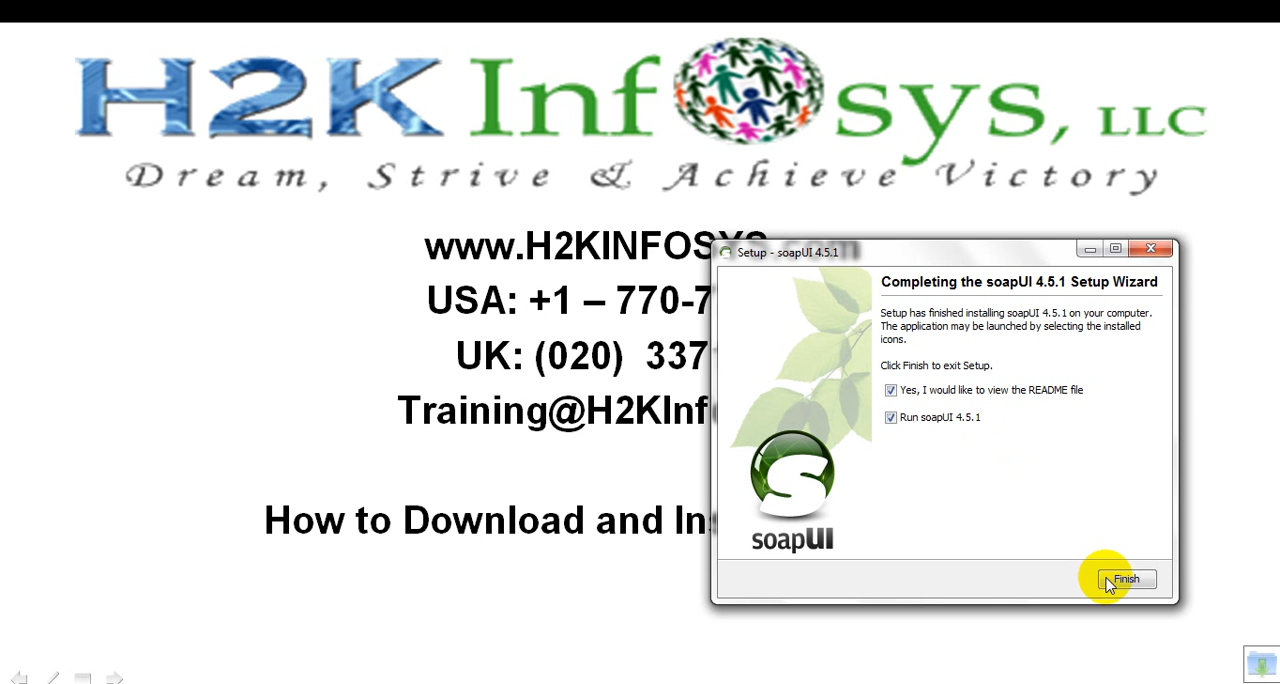 H2K Infosys, LLC
Dream, Strive & Achieve Victory
www.H2KINFOSYS.com
USA: +1 – 770-7
UK: (020) 337
Training@H2KInf
How to Download and Ins
Setup - soapUI 4.5.1
Completing the soapUI 4.5.1 Setup Wizard
Setup has finished installing soapUI 4.5.1 on your computer.
The application may be launched by selecting the installed
icons.
Click Finish to exit Setup.
Yes, I would like to view the README file
Run soapUI 4.5.1
soapUI
Finish